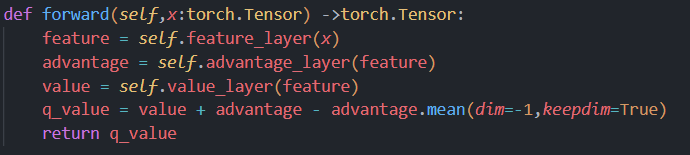 def forward(self,x:torch.Tensor) ->torch.Tensor:
    feature = self.feature_layer(x)
    advantage = self.advantage_layer(feature)
    value = self.value_layer(feature)
    q_value = value + advantage - advantage.mean(dim=-1,keepdim=True)
    return q_value